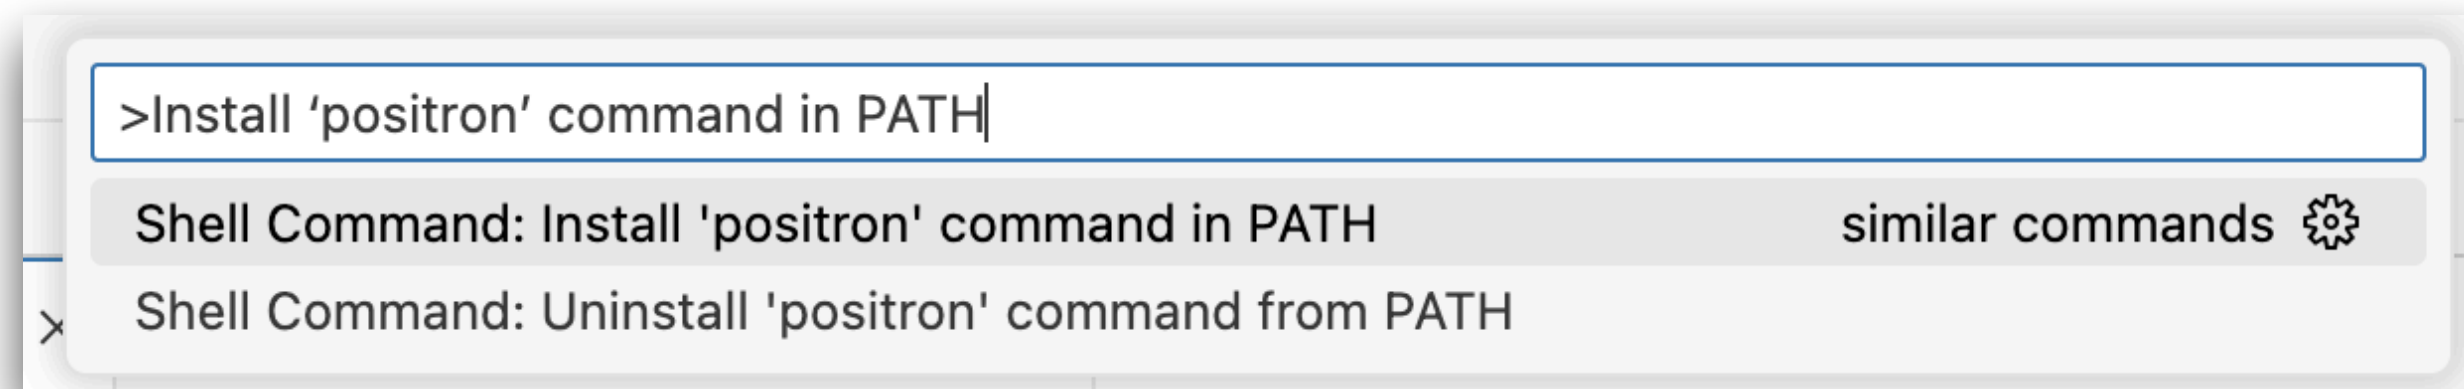 >Install ‘positron’ command in PATH
Shell Command: Install 'positron' command in PATH similar commands
Shell Command: Uninstall 'positron' command from PATH